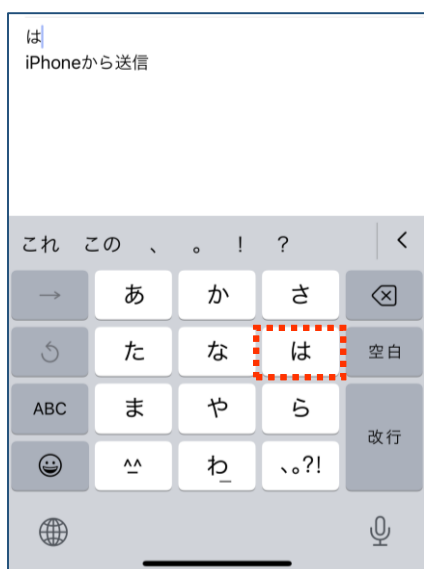 は
iPhoneから送信
これ この 、 。 ! ?
→ あ か さ
た な は 空白
ABC ま や ら 改行
^^ わ_ 、。?!